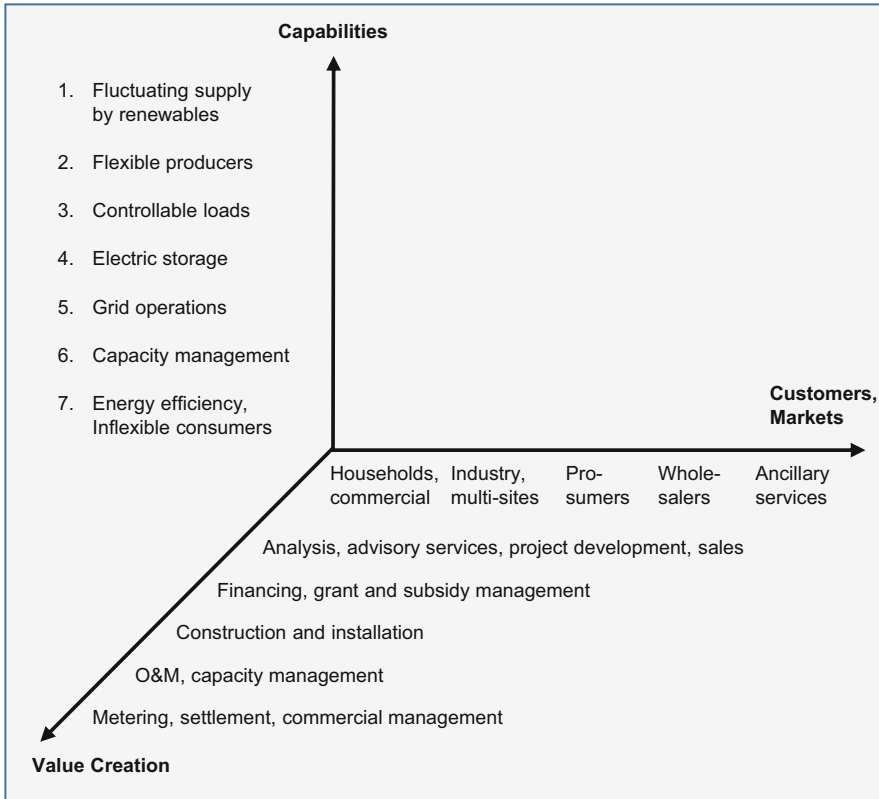 Capabilities
1. Fluctuating supply
by renewables
2. Flexible producers
3. Controllable loads
4. Electric storage
5. Grid operations
6. Capacity management
7. Energy efficiency,
Inflexible consumers
Customers,
Markets
Households,
commercial
Industry,
multi-sites
Pro-
sumers
Whole-
salers
Ancillary
services
Analysis, advisory services, project development, sales
Financing, grant and subsidy management
Construction and installation
O&M, capacity management
Metering, settlement, commercial management
Value Creation